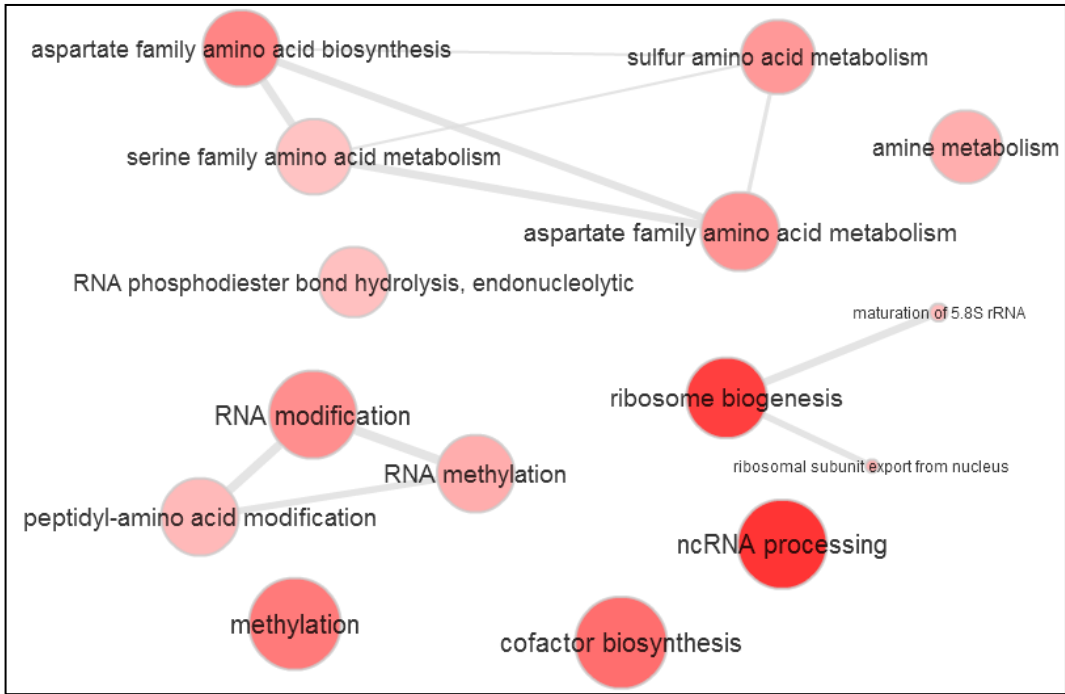 aspartate family amino acid biosynthesis
sulfur amino acid metabolism
amine metabolism
serine family amino acid metabolism
aspartate family amino acid metabolism
RNA phosphodiester bond hydrolysis, endonucleolytic
maturation of 5.8S rRNA
ribosome biogenesis
RNA modification
ribosomal subunit export from nucleus
RNA methylation
peptidyl-amino acid modification
ncRNA processing
methylation
cofactor biosynthesis